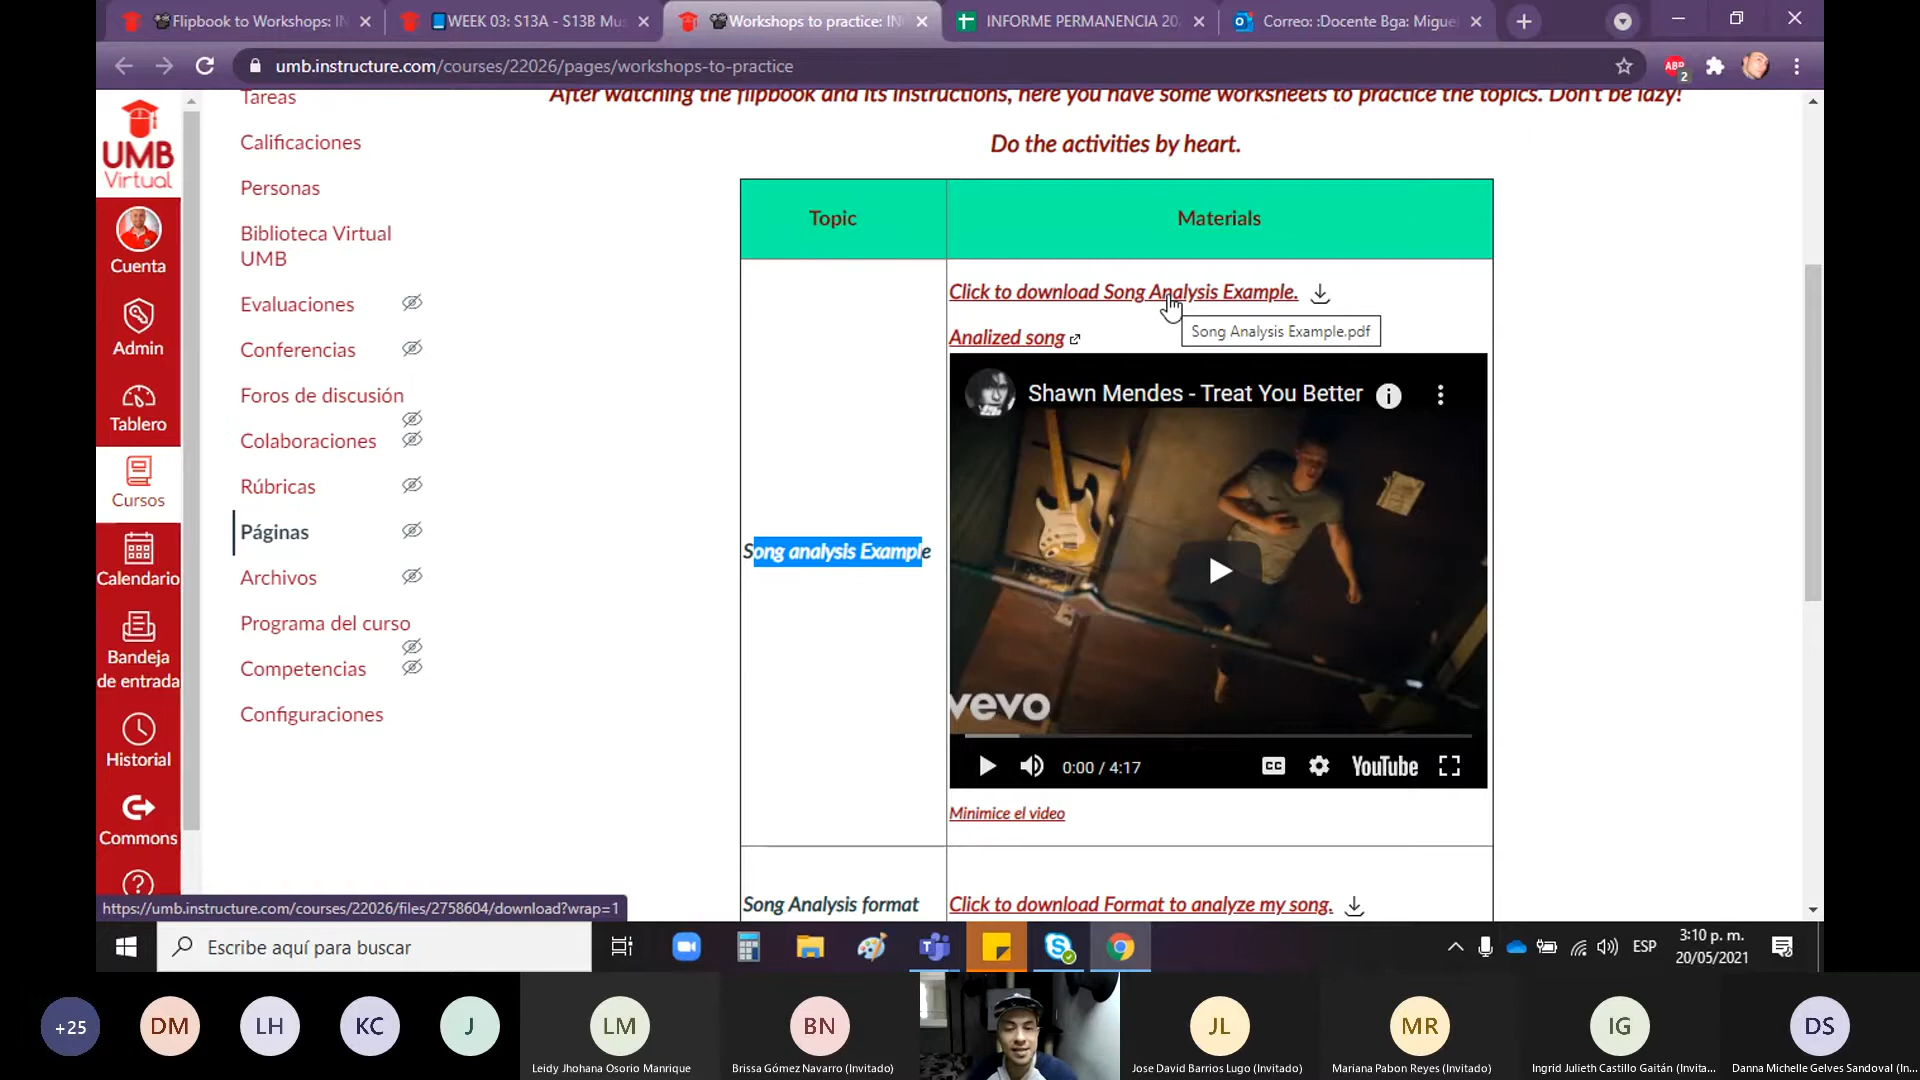 Flipbook to Workshops: IN
WEEK 03: S13A - S13B Mus
Workshops to practice: IN
INFORME PERMANENCIA 20
Correo: :Docente Bga: Migue
umb.instructure.com/courses/22026/pages/workshops-to-practice
ABP
2
UMB
Virtual
Cuenta
Admin
Tablero
Cursos
Calendario
Bandeja
de entrada
Historial
Commons
Tareas
Calificaciones
Personas
Biblioteca Virtual
UMB
Evaluaciones
Conferencias
Foros de discusión
Colaboraciones
Rúbricas
Páginas
Archivos
Programa del curso
Competencias
Configuraciones
After watching the flipbook and its instructions, here you have some worksheets to practice the topics. Don't be lazy!
Do the activities by heart.
Topic
Materials
Song analysis Example
Click to download Song Analysis Example.
Song Analysis Example.pdf
Analized song
Shawn Mendes - Treat You Better
vevo
0:00 / 4:17
CC
YouTube
Minimice el video
Song Analysis format
Click to download Format to analyze my song.
https://umb.instructure.com/courses/22026/files/2758604/download?wrap=1
Escribe aquí para buscar
ESP
3:10 p. m.
20/05/2021
+25
DM
LH
KC
J
LM
Leidy Jhohana Osorio Manrique
BN
Brissa Gómez Navarro (Invitado)
JL
Jose David Barrios Lugo (Invitado)
MR
Mariana Pabon Reyes (Invitado)
IG
Ingrid Julieth Castillo Gaitán (Invita...
DS
Danna Michelle Gelves Sandoval (In...